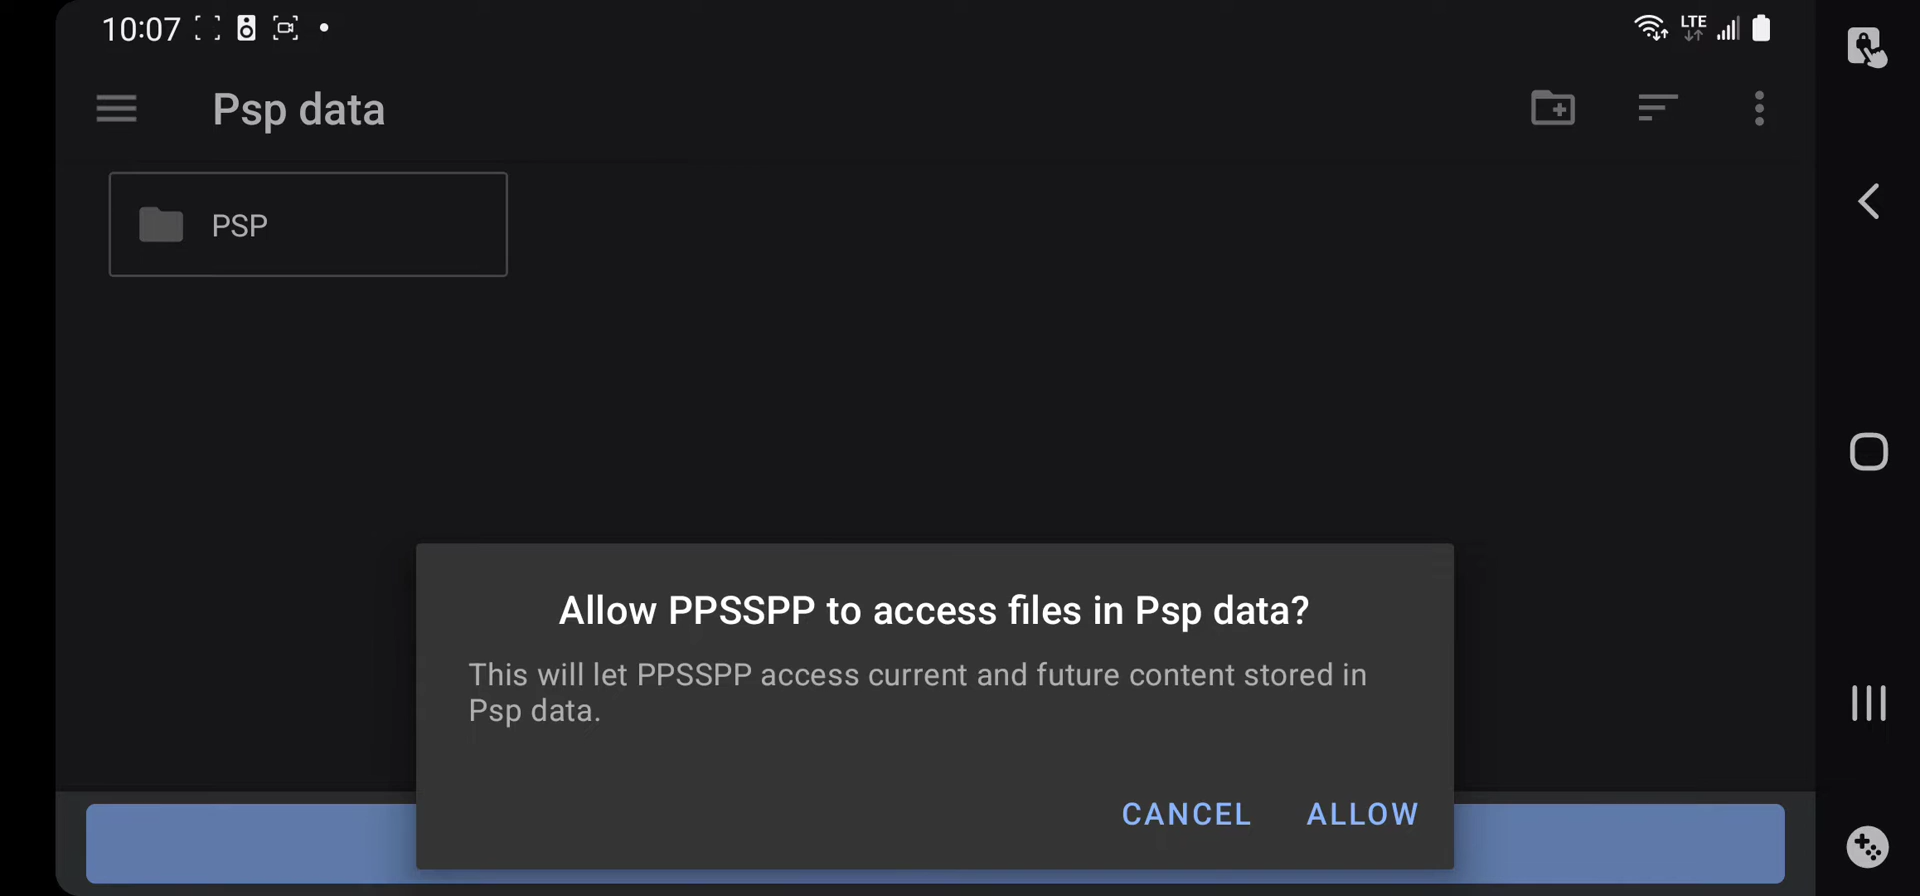 10:07
LTE
Psp data
PSP
Allow PPSSPP to access files in Psp data?
This will let PPSSPP access current and future content stored in
Psp data.
CANCEL ALLOW